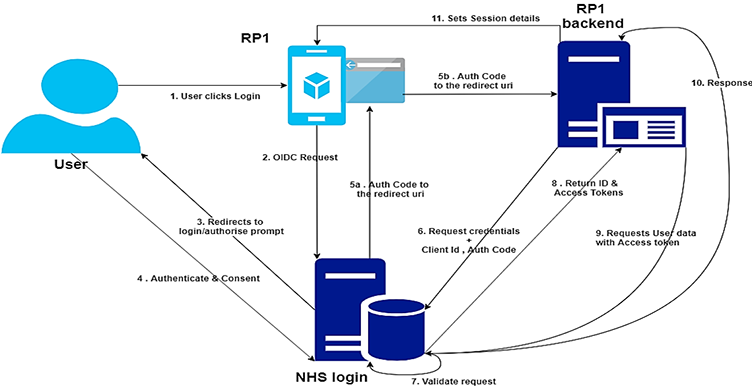 11. Sets Session details
RP1
backend
RP1
1. User clicks Login
5b . Auth Code
to the redirect uri
10. Response
User
2. OIDC Request
5a . Auth Code to
the redirect uri
8 . Return ID &
Access Tokens
3. Redirects to
login/authorise prompt
6. Request credentials
+
Client Id , Auth Code
9. Requests User data
with Access token
4 . Authenticate & Consent
NHS login
7. Validate request